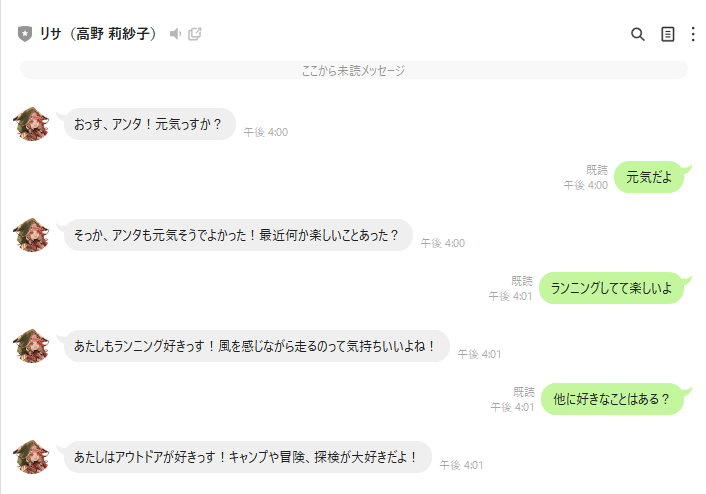 リサ（高野 莉紗子）
ここから未読メッセージ
おっす、アンタ！元気っすか？
午後 4:00
既読
午後 4:00
元気だよ
そっか、アンタも元気そうでよかった！最近何か楽しいことあった？
午後 4:00
既読
午後 4:01
ランニングしてて楽しいよ
あたしもランニング好きっす！風を感じながら走るのって気持ちいいよね！
午後 4:01
既読
午後 4:01
他に好きなことはある？
あたしはアウトドアが好きっす！キャンプや冒険、探検が大好きだよ！
午後 4:01